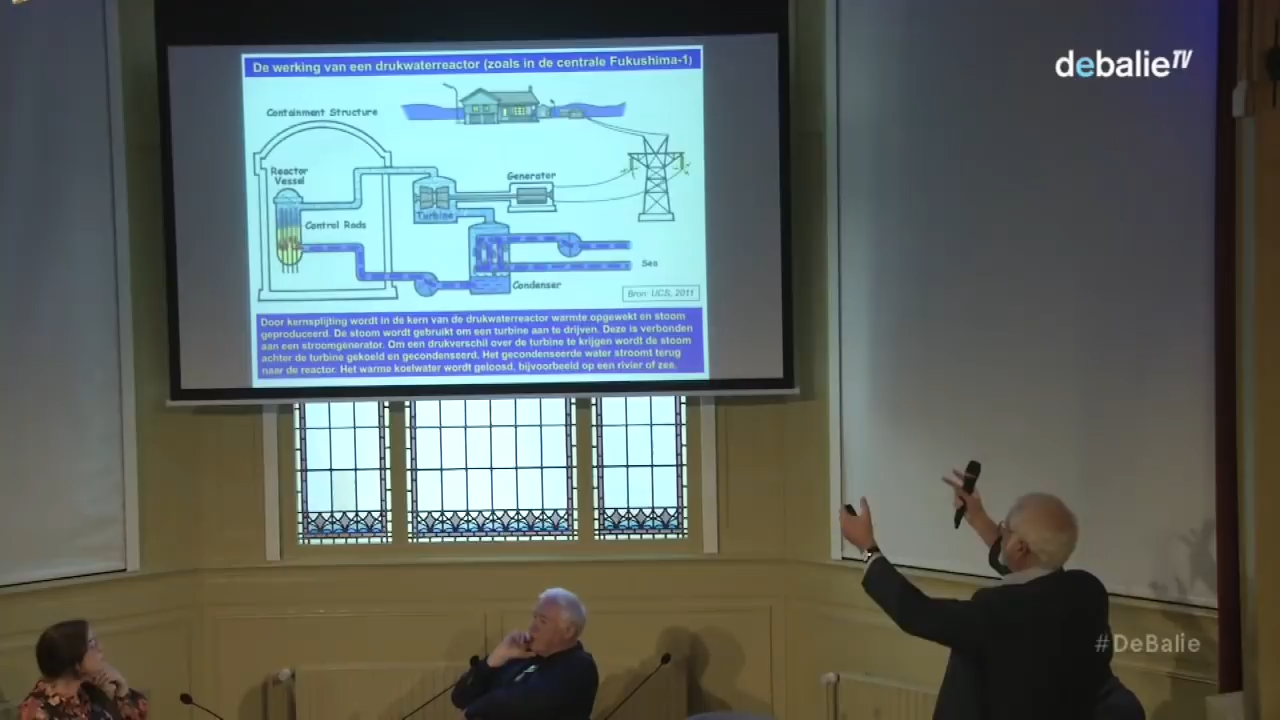 debalieTV
De werking van een drukwaterreactor (zoals in de centrale Fukushima-1)
Containment Structure
Reactor
Vessel
Generator
Turbine
Control Rods
Sea
Condenser
Bron: UCS, 2011
Door kernsplijting wordt in de kern van de drukwaterreactor warmte opgewekt en stoom
geproduceerd. De stoom wordt gebruikt om een turbine aan te drijven. Deze is verbonden
aan een stroomgenerator. Om een drukverschil over de turbine te krijgen wordt de stoom
achter de turbine gekoeld en gecondenseerd. Het gecondenseerde water stroomt terug
naar de reactor. Het warme koelwater wordt geloosd, bijvoorbeeld op een rivier of zee.
#DeBalie